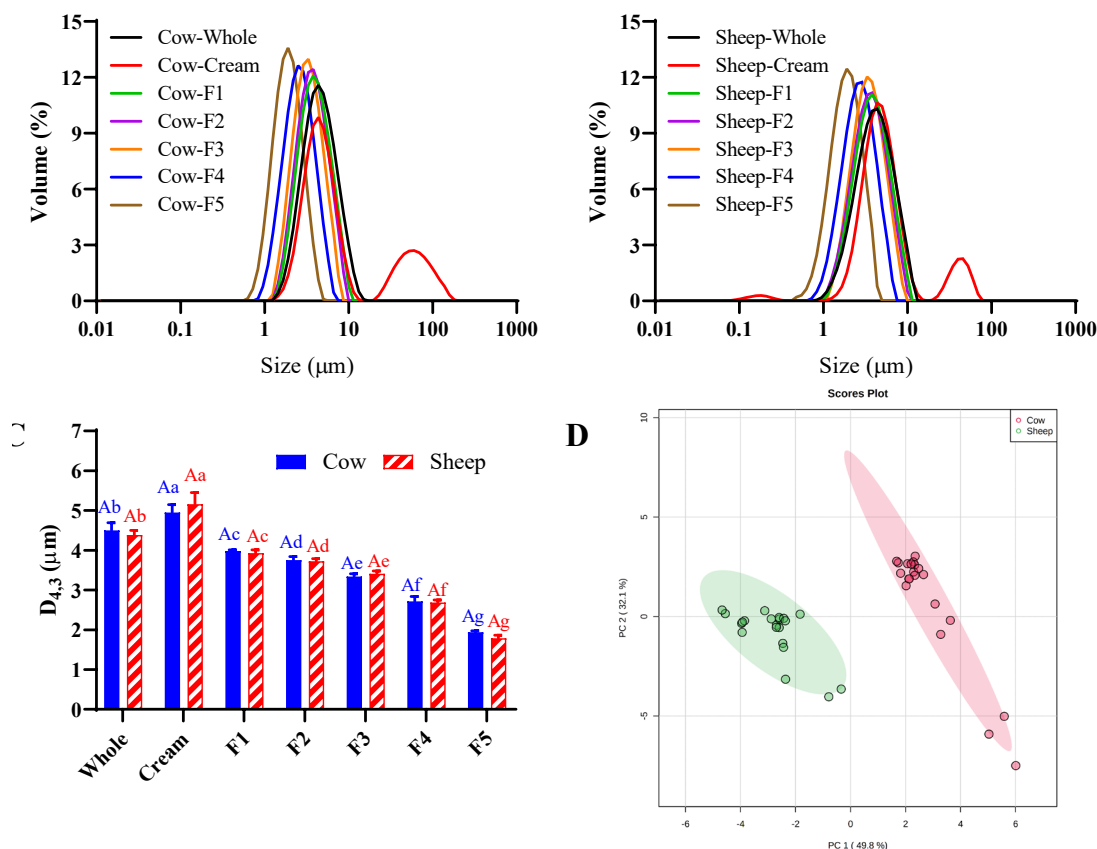 15
12
9
6
3
0
Volume (%)
Cow-Whole
Cow-Cream
Cow-F1
Cow-F2
Cow-F3
Cow-F4
Cow-F5
0.01 0.1 1 10 100 1000
Size (μm)
15
12
9
6
3
0
Volume (%)
Sheep-Whole
Sheep-Cream
Sheep-F1
Sheep-F2
Sheep-F3
Sheep-F4
Sheep-F5
0.01 0.1 1 10 100 1000
Size (μm)
7
6
5
4
3
2
1
0
D4,3 (μm)
Cow Sheep
Ab Ab Aa Aa Ac Ac Ad Ad Ae Ae Af Af Ag Ag
Whole Cream F1 F2 F3 F4 F5
D
Scores Plot
Cow
Sheep
10
5
0
-5
PC 2 ( 32.1 %)
-6 -4 -2 0 2 4 6
PC 1 ( 49.8 %)